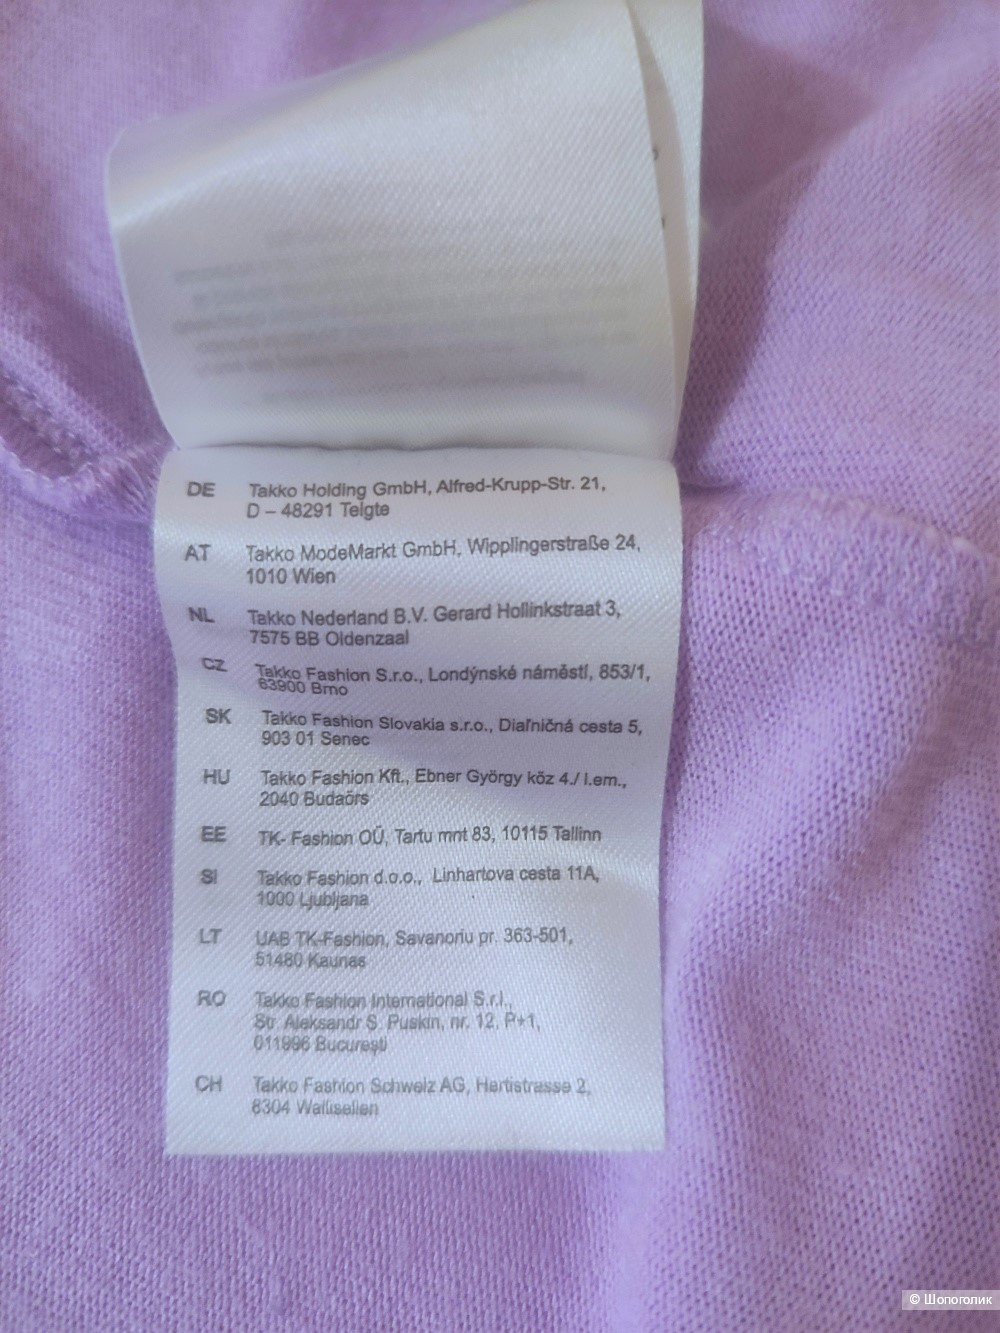 DE Takko Holding GmbH, Alfred-Krupp-Str. 21,
D – 48291 Telgte
AT Takko ModeMarkt GmbH, Wipplingerstraße 24,
1010 Wien
NL Takko Nederland B.V. Gerard Hollinkstraat 3,
7575 BB Oldenzaal
CZ Takko Fashion S.r.o., Londýnské náměstí, 853/1,
63900 Brno
SK Takko Fashion Slovakia s.r.o., Diaľničná cesta 5,
903 01 Senec
HU Takko Fashion Kft., Ebner György köz 4./ I.em.,
2040 Budaörs
EE TK- Fashion OÜ, Tartu mnt 83, 10115 Tallinn
SI Takko Fashion d.o.o., Linhartova cesta 11A,
1000 Ljubljana
LT UAB TK-Fashion, Savanoriu pr. 363-501,
51480 Kaunas
RO Takko Fashion International S.r.l.,
Str. Aleksandr S. Puskin, nr. 12, P+1,
011996 Bucureşti
CH Takko Fashion Schweiz AG, Hertistrasse 2,
8304 Wallisellen
© Шопоголик